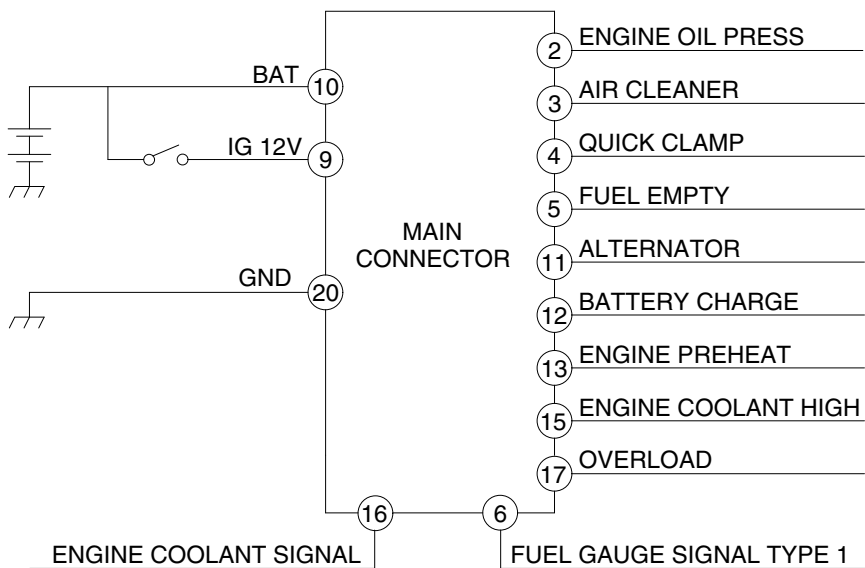 2 ENGINE OIL PRESS
BAT 10
3 AIR CLEANER
IG 12V 9
4 QUICK CLAMP
5 FUEL EMPTY
MAIN
CONNECTOR
11 ALTERNATOR
GND 20
12 BATTERY CHARGE
13 ENGINE PREHEAT
15 ENGINE COOLANT HIGH
17 OVERLOAD
16
6
ENGINE COOLANT SIGNAL
FUEL GAUGE SIGNAL TYPE 1